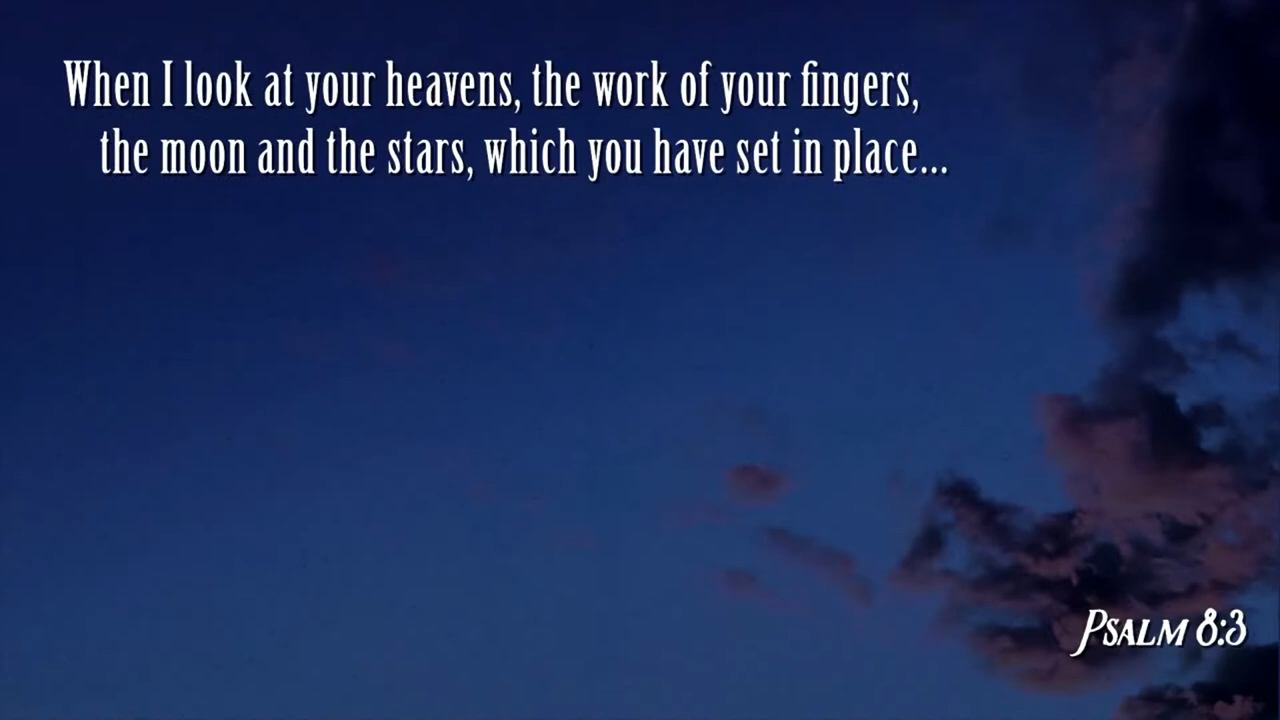 When I look at your heavens, the work of your fingers,
the moon and the stars, which you have set in place...
Psalm 8:3